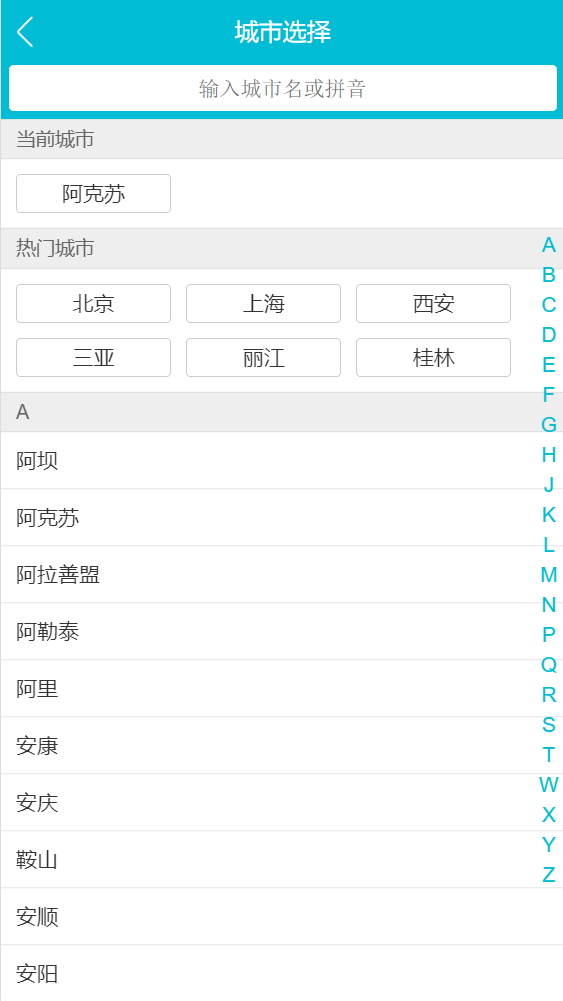 城市选择
输入城市名或拼音
当前城市
阿克苏
热门城市
北京 上海 西安
三亚 丽江 桂林
A
阿坝
阿克苏
阿拉善盟
阿勒泰
阿里
安康
安庆
鞍山
安顺
安阳
A
B
C
D
E
F
G
H
J
K
L
M
N
P
Q
R
S
T
W
X
Y
Z